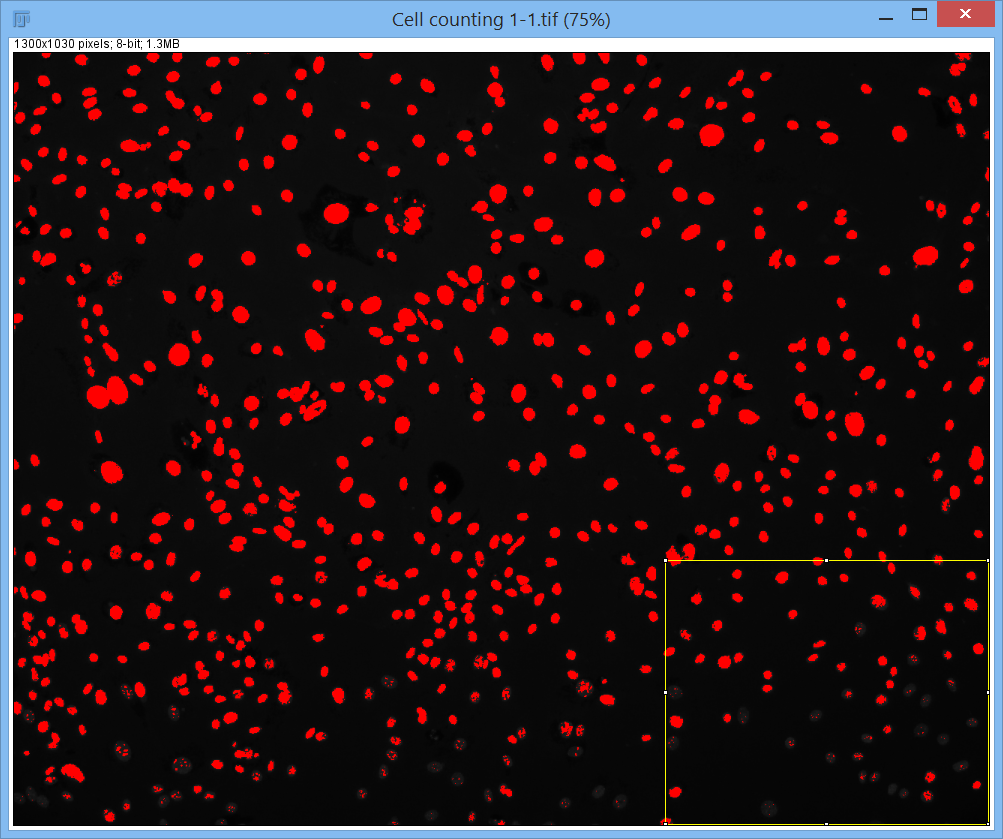 Cell counting 1-1.tif (75%)
1300x1030 pixels; 8-bit; 1.3MB